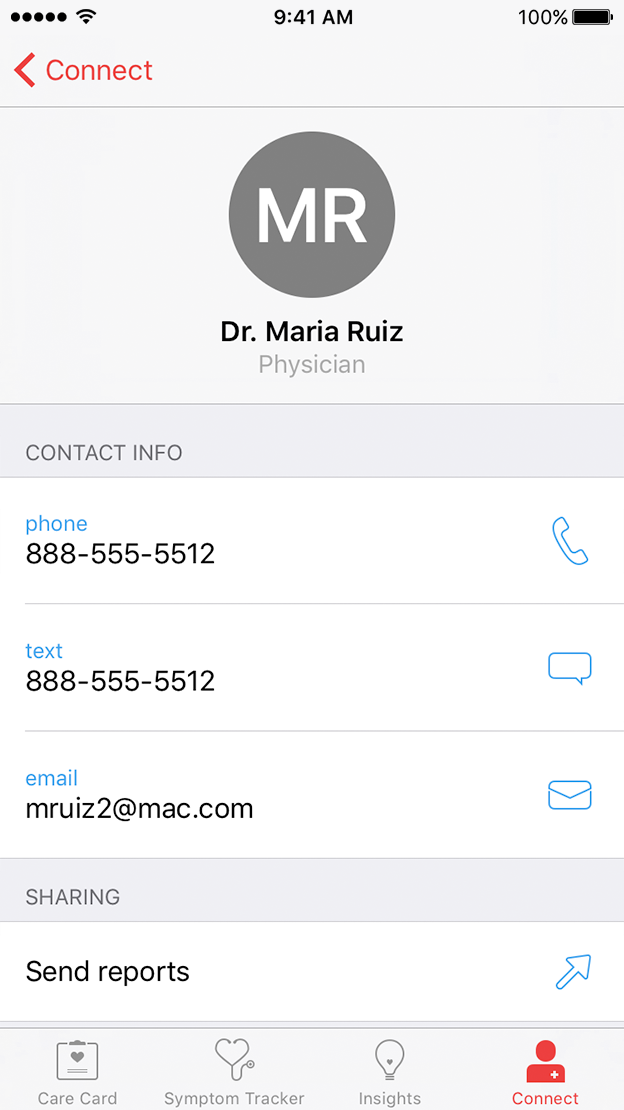 9:41 AM 100%
Connect
MR
Dr. Maria Ruiz
Physician
CONTACT INFO
phone
888-555-5512
text
888-555-5512
email
mruiz2@mac.com
SHARING
Send reports
Care Card Symptom Tracker Insights Connect